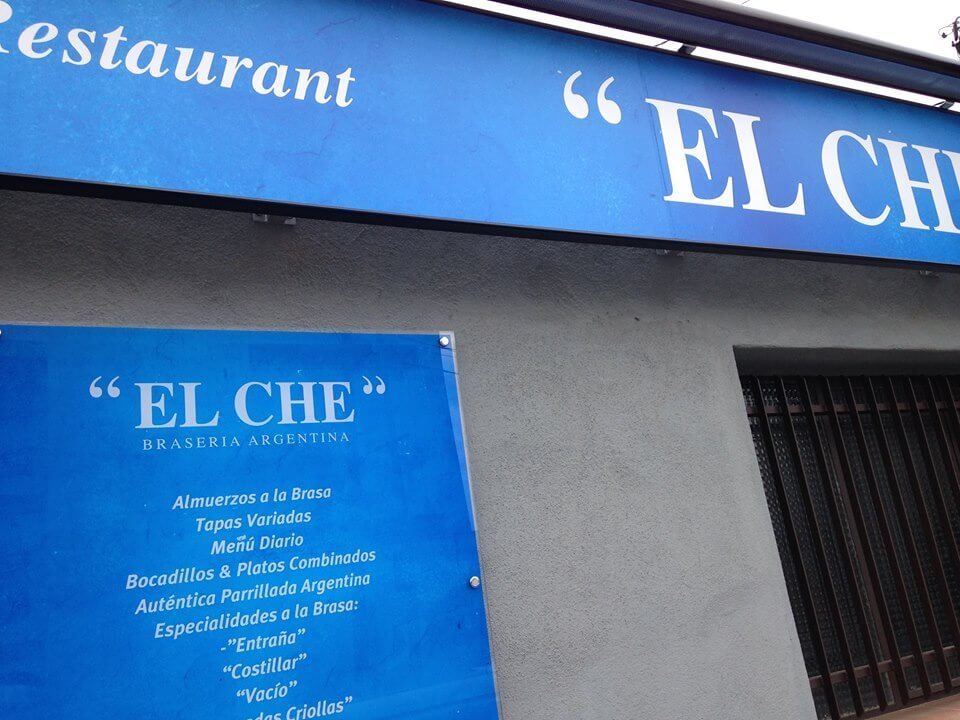 Restaurant
“ EL CHE
“ EL CHE ”
BRASERIA ARGENTINA
Almuerzos a la Brasa
Tapas Variadas
Menú Diario
Bocadillos & Platos Combinados
Auténtica Parrillada Argentina
Especialidades a la Brasa:
-”Entraña”
“Costillar”
“Vacío”
Criollas”